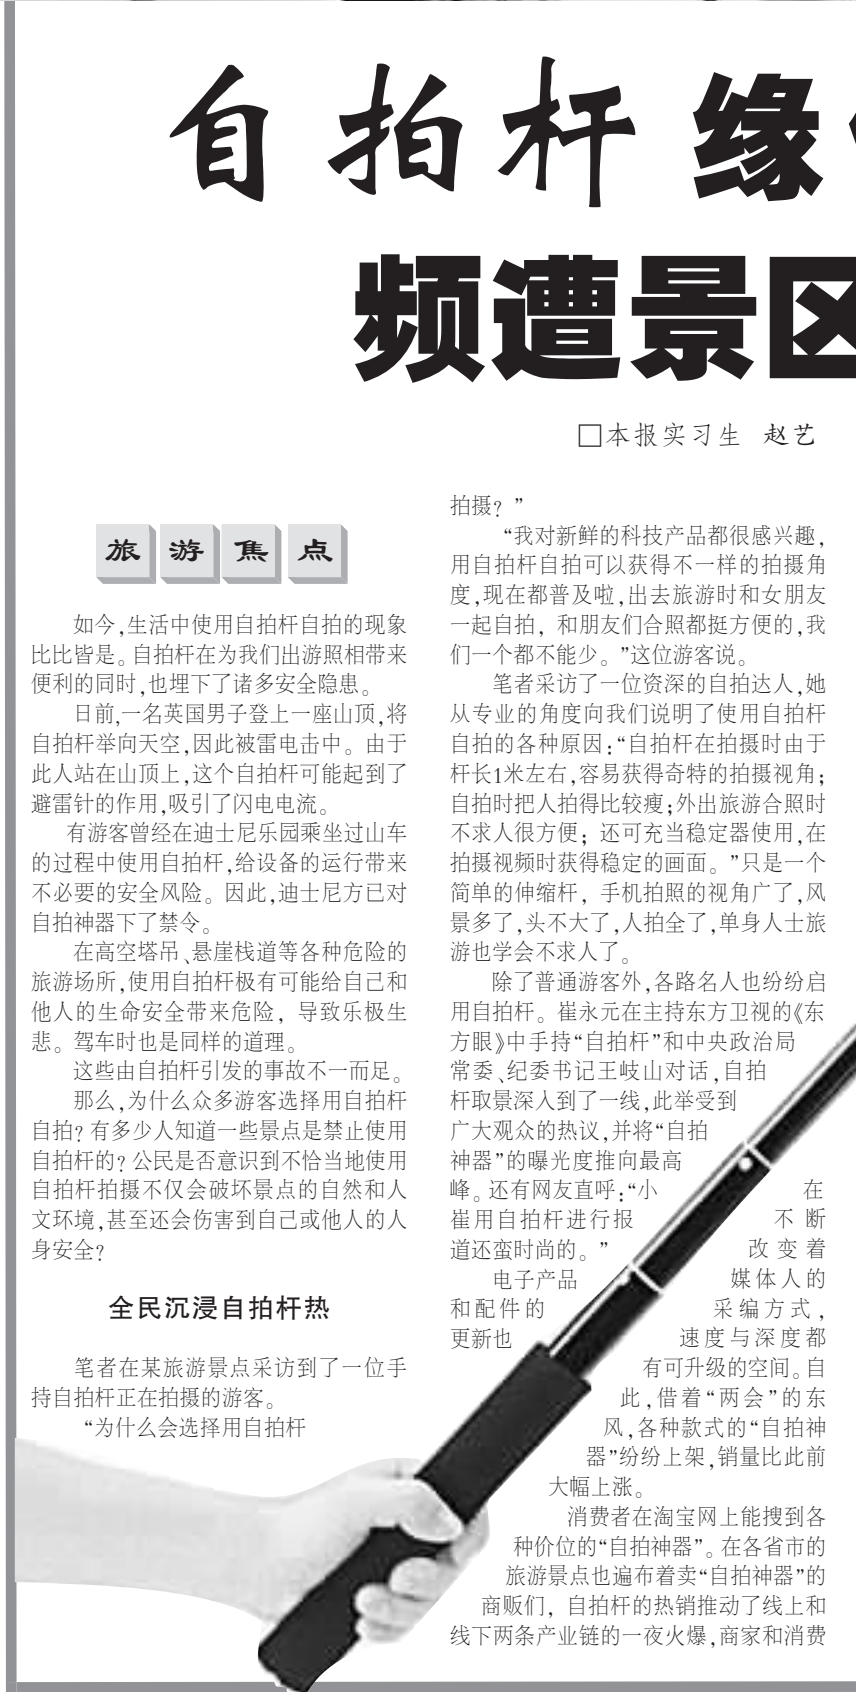 自拍杆 缘
频遭景区
□本报实习生 赵艺
旅游焦点
如今,生活中使用自拍杆自拍的现象
比比皆是。自拍杆在为我们出游照相带来
便利的同时,也埋下了诸多安全隐患。
日前,一名英国男子登上一座山顶,将
自拍杆举向天空,因此被雷电击中。由于
此人站在山顶上,这个自拍杆可能起到了
避雷针的作用,吸引了闪电电流。
有游客曾经在迪士尼乐园乘坐过山车
的过程中使用自拍杆,给设备的运行带来
不必要的安全风险。因此,迪士尼方已对
自拍神器下了禁令。
在高空塔吊、悬崖栈道等各种危险的
旅游场所,使用自拍杆极有可能给自己和
他人的生命安全带来危险，导致乐极生
悲。驾车时也是同样的道理。
这些由自拍杆引发的事故不一而足。
那么,为什么众多游客选择用自拍杆
自拍?有多少人知道一些景点是禁止使用
自拍杆的?公民是否意识到不恰当地使用
自拍杆拍摄不仅会破坏景点的自然和人
文环境,甚至还会伤害到自己或他人的人
身安全?
全民沉浸自拍杆热
笔者在某旅游景点采访到了一位手
持自拍杆正在拍摄的游客。
“为什么会选择用自拍杆
拍摄？”
“我对新鲜的科技产品都很感兴趣,
用自拍杆自拍可以获得不一样的拍摄角
度,现在都普及啦,出去旅游时和女朋友
一起自拍，和朋友们合照都挺方便的,我
们一个都不能少。”这位游客说。
笔者采访了一位资深的自拍达人,她
从专业的角度向我们说明了使用自拍杆
自拍的各种原因:“自拍杆在拍摄时由于
杆长1米左右,容易获得奇特的拍摄视角;
自拍时把人拍得比较瘦;外出旅游合照时
不求人很方便；还可充当稳定器使用,在
拍摄视频时获得稳定的画面。”只是一个
简单的伸缩杆，手机拍照的视角广了,风
景多了,头不大了,人拍全了,单身人士旅
游也学会不求人了。
除了普通游客外,各路名人也纷纷启
用自拍杆。崔永元在主持东方卫视的《东
方眼》中手持“自拍杆”和中央政治局
常委、纪委书记王岐山对话,自拍
杆取景深入到了一线,此举受到
广大观众的热议,并将“自拍
神器”的曝光度推向最高
峰。还有网友直呼:“小
崔用自拍杆进行报
道还蛮时尚的。”
电子产品
和配件的
更新也
在
不断
改变着
媒体人的
采编方式，
速度与深度都
有可升级的空间。自
此,借着“两会”的东
风,各种款式的“自拍神
器”纷纷上架,销量比此前
大幅上涨。
消费者在淘宝网上能搜到各
种价位的“自拍神器”。在各省市的
旅游景点也遍布着卖“自拍神器”的
商贩们，自拍杆的热销推动了线上和
线下两条产业链的一夜火爆,商家和消费